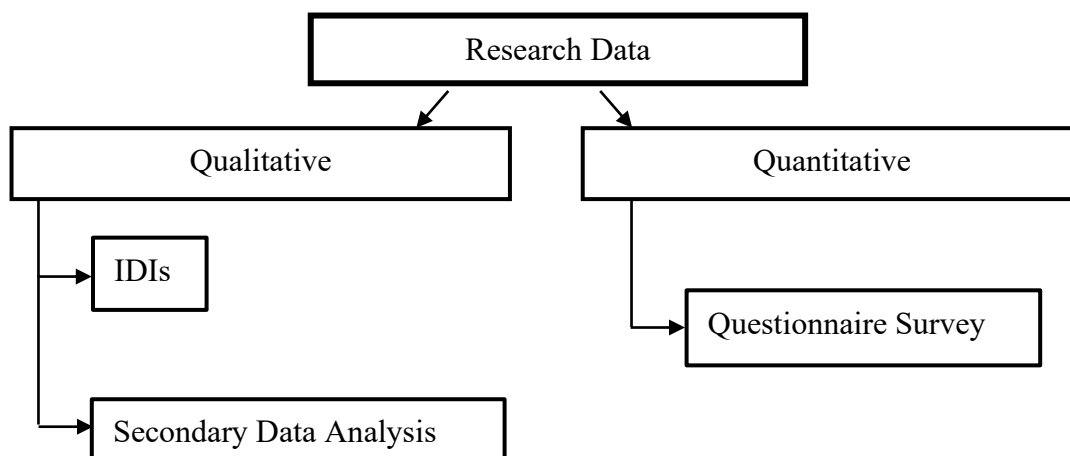 Research Data
Qualitative
Quantitative
IDIs
Questionnaire Survey
Secondary Data Analysis